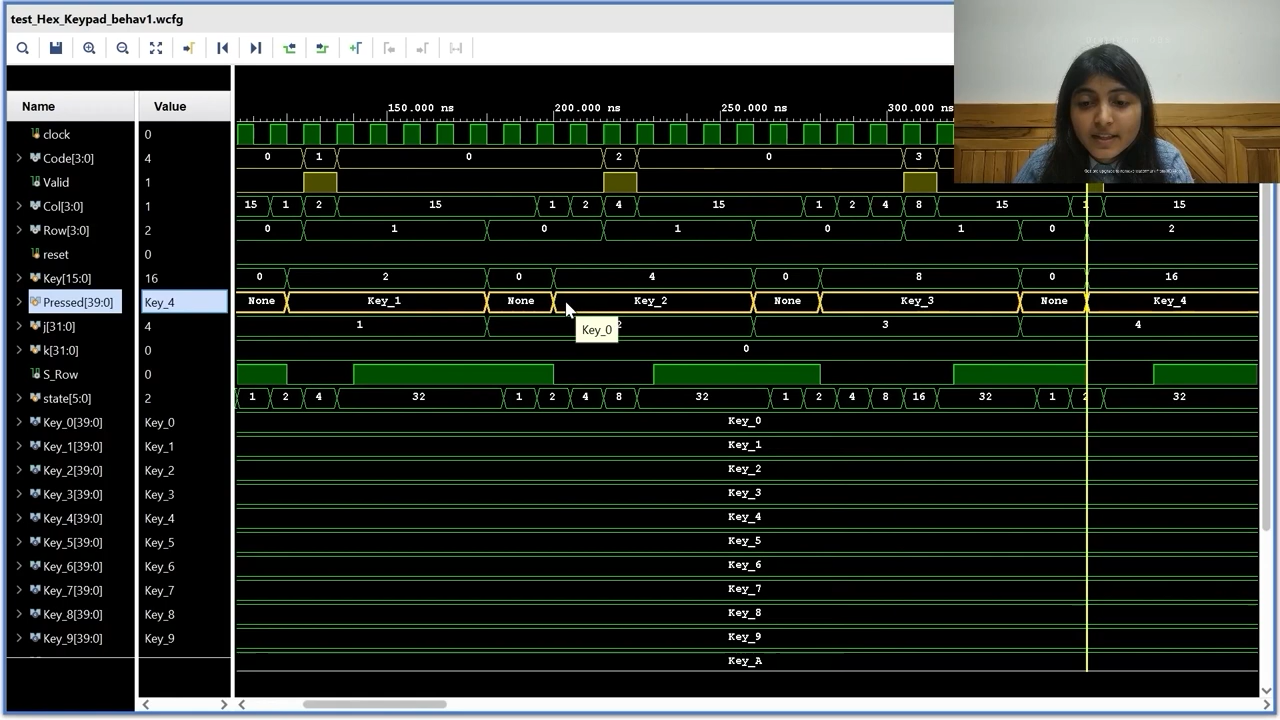 test_Hex_Keypad_behav1.wcfg
Name Value
150.000 ns 200.000 ns 250.000 ns 300.000 ns
clock 0
Code[3:0] 4 0 1 0 2 0 3
Valid 1
Col[3:0] 1 15 1 2 15 1 2 4 15 1 2 4 8 15 1 15
Row[3:0] 2 0 1 0 1 0 1 0 2
reset 0
Key[15:0] 16 0 2 0 4 0 8 0 16
Pressed[39:0] Key_4 None Key_1 None Key_2 None Key_3 None Key_4
j[31:0] 4 1 2 3 4
Key_0
k[31:0] 0 0
S_Row 0
state[5:0] 2 1 2 4 32 1 2 4 8 32 1 2 4 8 16 32 1 2 32
Key_0[39:0] Key_0 Key_0
Key_1[39:0] Key_1 Key_1
Key_2[39:0] Key_2 Key_2
Key_3[39:0] Key_3 Key_3
Key_4[39:0] Key_4 Key_4
Key_5[39:0] Key_5 Key_5
Key_6[39:0] Key_6 Key_6
Key_7[39:0] Key_7 Key_7
Key_8[39:0] Key_8 Key_8
Key_9[39:0] Key_9 Key_9
Key_A